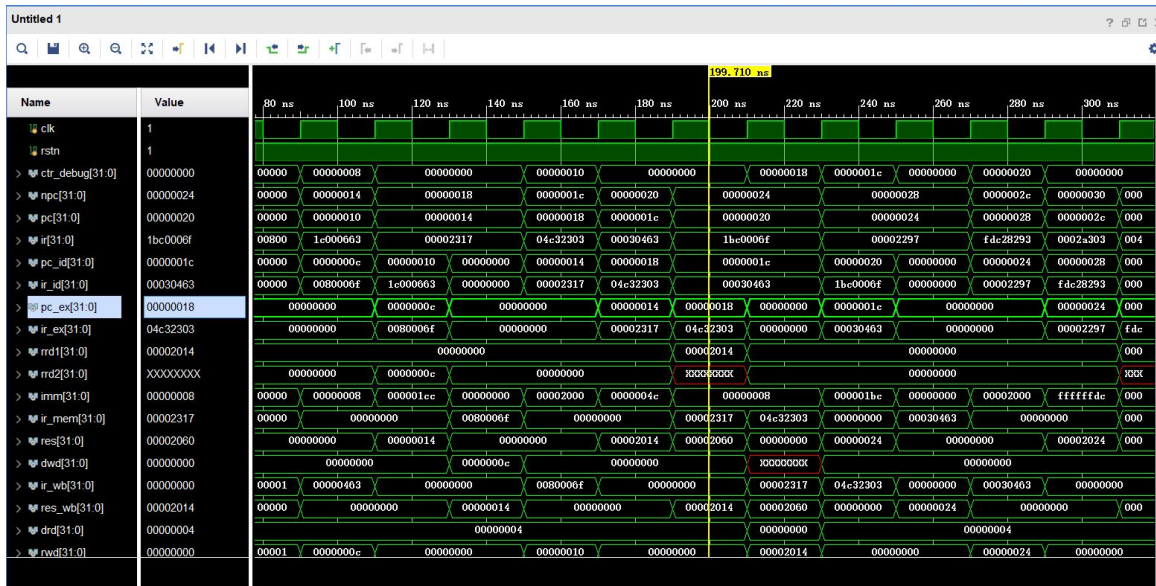 Untitled 1
199.710 ns
Name Value 80 ns 100 ns 120 ns 140 ns 160 ns 180 ns 200 ns 220 ns 240 ns 260 ns 280 ns 300 ns
clk 1
rstn 1
ctr_debug[31:0] 00000000 00000 00000008 00000000 00000010 00000000 00000018 0000001c 00000000 00000020 00000000
npc[31:0] 00000024 00000 00000014 00000018 0000001c 00000020 00000024 00000028 0000002c 00000030 000
pc[31:0] 00000020 00000 00000010 00000014 00000018 0000001c 00000020 00000024 00000028 0000002c 000
ir[31:0] 1bc0006f 00800 1c000663 00002317 04c32303 00030463 1bc0006f 00002297 fdc28293 0002a303 004
pc_id[31:0] 0000001c 00000 0000000c 00000010 00000000 00000014 00000018 0000001c 00000020 00000000 00000024 00000028 000
ir_id[31:0] 00030463 00000 0080006f 1c000663 00000000 00002317 04c32303 00030463 1bc0006f 00000000 00002297 fdc28293 000
pc_ex[31:0] 00000018 00000000 0000000c 00000000 00000014 00000018 00000000 0000001c 00000000 00000024 000
ir_ex[31:0] 04c32303 00000000 0080006f 00000000 00002317 04c32303 00000000 00030463 00000000 00002297 fdc
rrd1[31:0] 00002014 00000000 00002014 00000000 000
rrd2[31:0] XXXXXXXX 00000000 0000000c 00000000 XXXXXXXX 00000000 XXX
imm[31:0] 00000008 00000 00000008 000001cc 00000000 00002000 0000004c 00000008 000001bc 00000000 00002000 ffffffdc 000
ir_mem[31:0] 00002317 00000 00000000 0080006f 00000000 00002317 04c32303 00000000 00030463 00000000 000
res[31:0] 00002060 00000000 00000014 00000000 00002014 00002060 00000000 00000024 00000000 00002024 000
dwd[31:0] 00000000 00000000 0000000c 00000000 XXXXXXXX 00000000
ir_wb[31:0] 00000000 00001 00000463 00000000 0080006f 00000000 00002317 04c32303 00000000 00030463 00000000
res_wb[31:0] 00002014 00000 00000000 00000014 00000000 00002014 00002060 00000000 00000024 00000000 000
drd[31:0] 00000004 00000004 00000000 00000004
rwd[31:0] 00000000 00001 0000000c 00000000 00000010 00000000 00002014 00000000 00000024 00000000